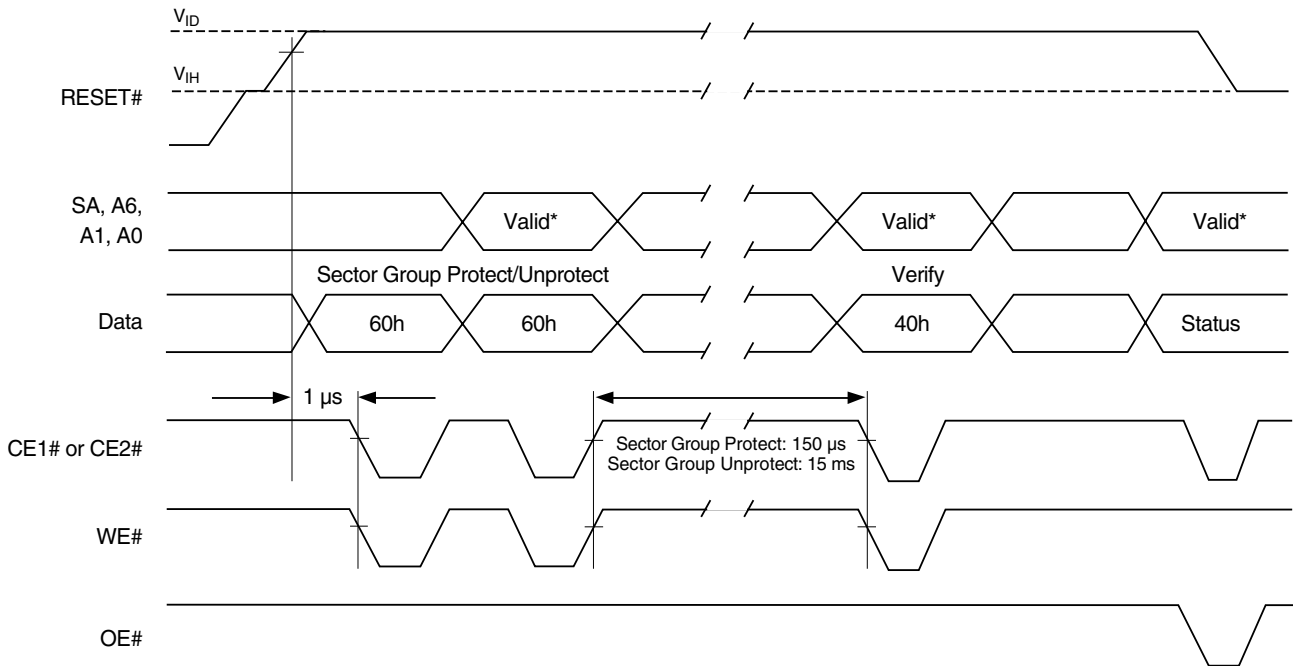 VID
VIH
RESET#
SA, A6,
A1, A0
Valid*
Valid*
Valid*
Sector Group Protect/Unprotect
Verify
Data
60h
60h
40h
Status
1 µs
CE1# or CE2#
Sector Group Protect: 150 µs
Sector Group Unprotect: 15 ms
WE#
OE#